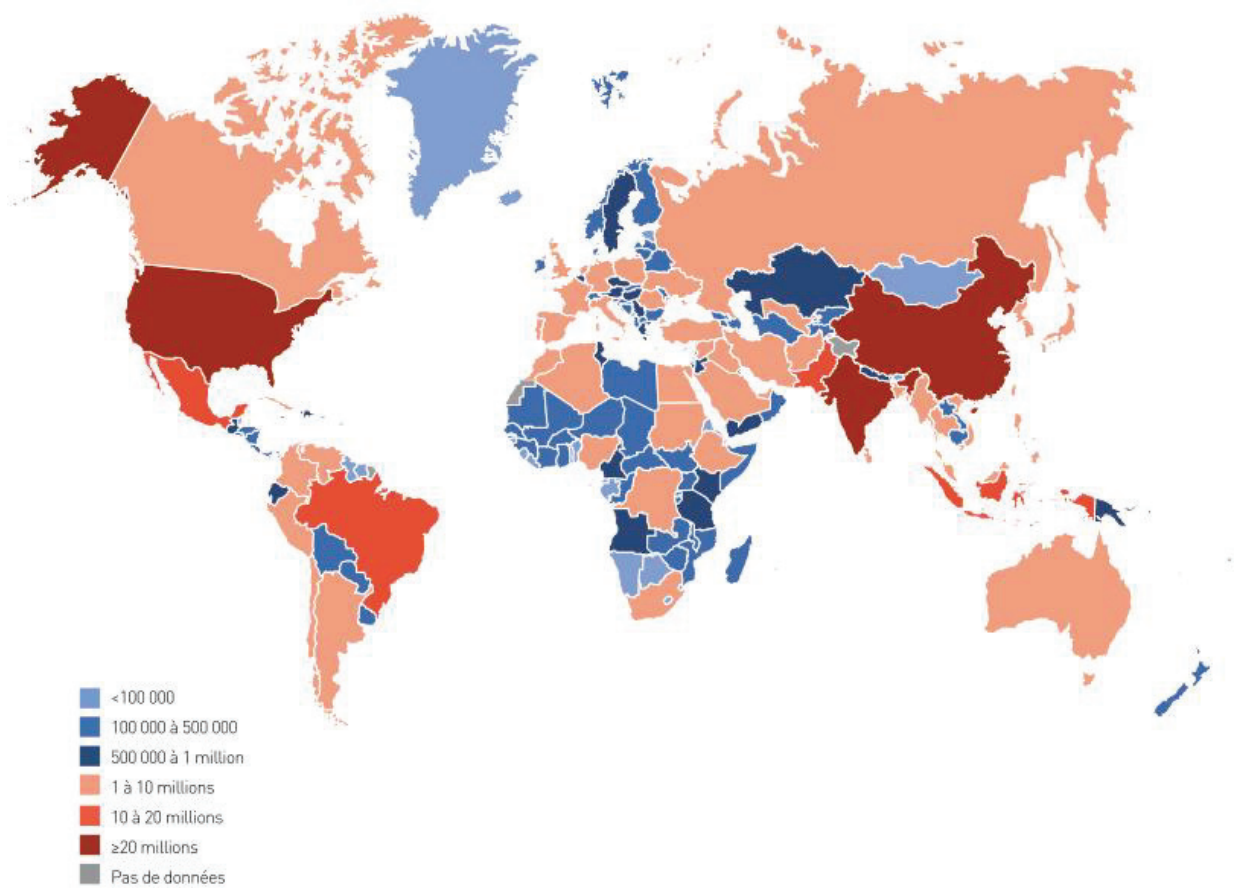 <100 000
100 000 à 500 000
500 000 à 1 million
1 à 10 millions
10 à 20 millions
≥20 millions
Pas de données